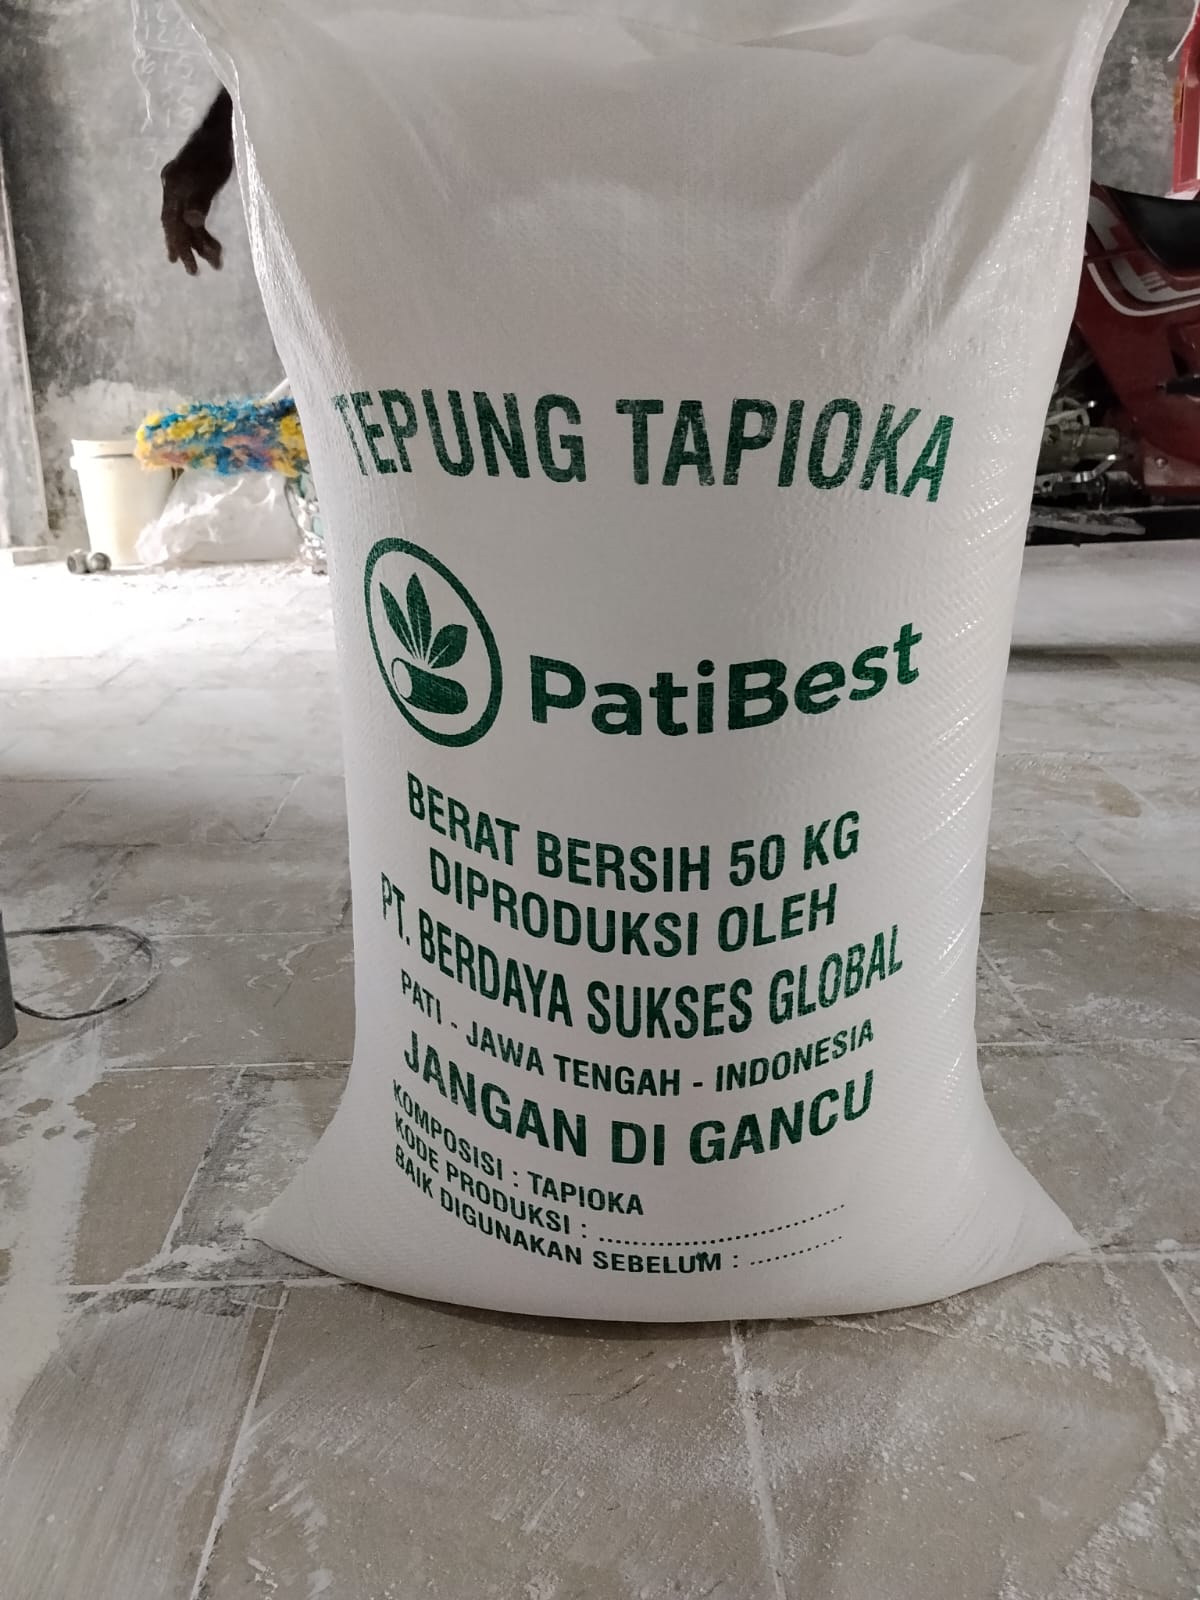 TEPUNG TAPIOKA
PatiBest
BERAT BERSIH 50 KG
DIPRODUKSI OLEH
PT. BERDAYA SUKSES GLOBAL
PATI - JAWA TENGAH - INDONESIA
JANGAN DI GANCU
KOMPOSISI : TAPIOKA
KODE PRODUKSI : ........................
BAIK DIGUNAKAN SEBELUM : ............